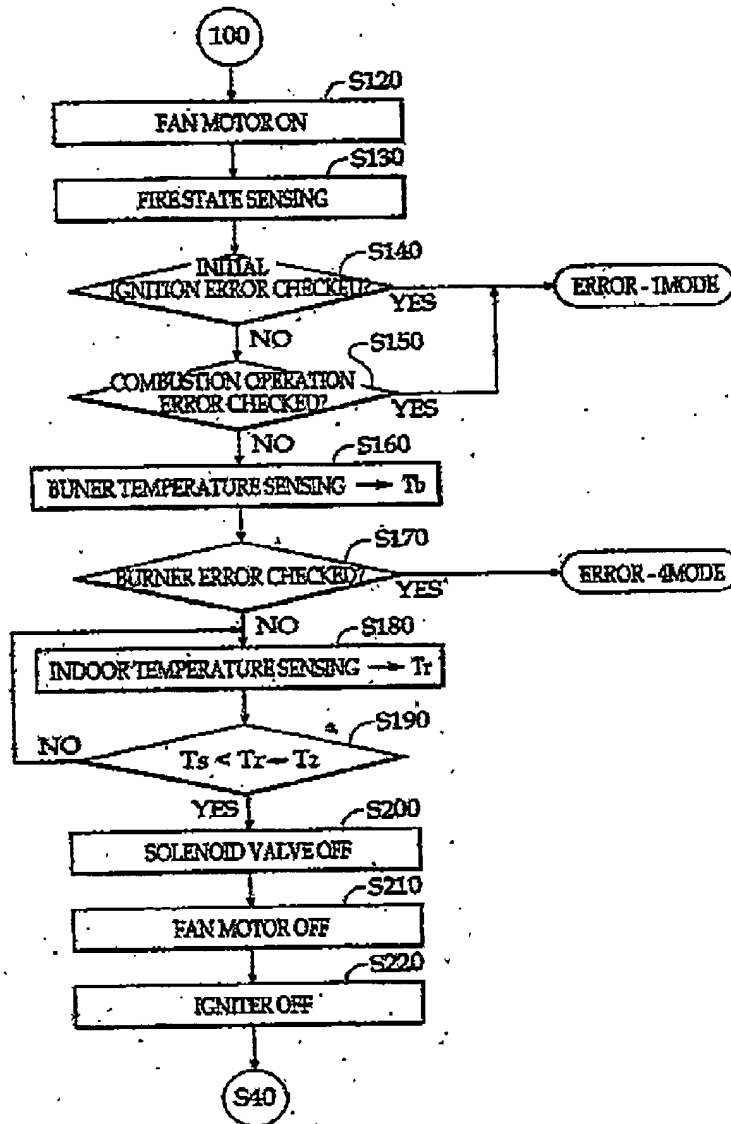 100
S120
FAN MOTOR ON
S130
FIRE STATE SENSING
S140
INITIAL
IGNITION ERROR CHECKED?
YES
ERROR - 1MODE
NO
S150
COMBUSTION OPERATION
ERROR CHECKED?
YES
NO
S160
BUNER TEMPERATURE SENSING → Tb
S170
BURNER ERROR CHECKED?
YES
ERROR - 4MODE
NO
S180
INDOOR TEMPERATURE SENSING → Tr
S190
NO
Ts < Tr - T2
YES
S200
SOLENOID VALVE OFF
S210
FAN MOTOR OFF
S220
IGNITER OFF
S40